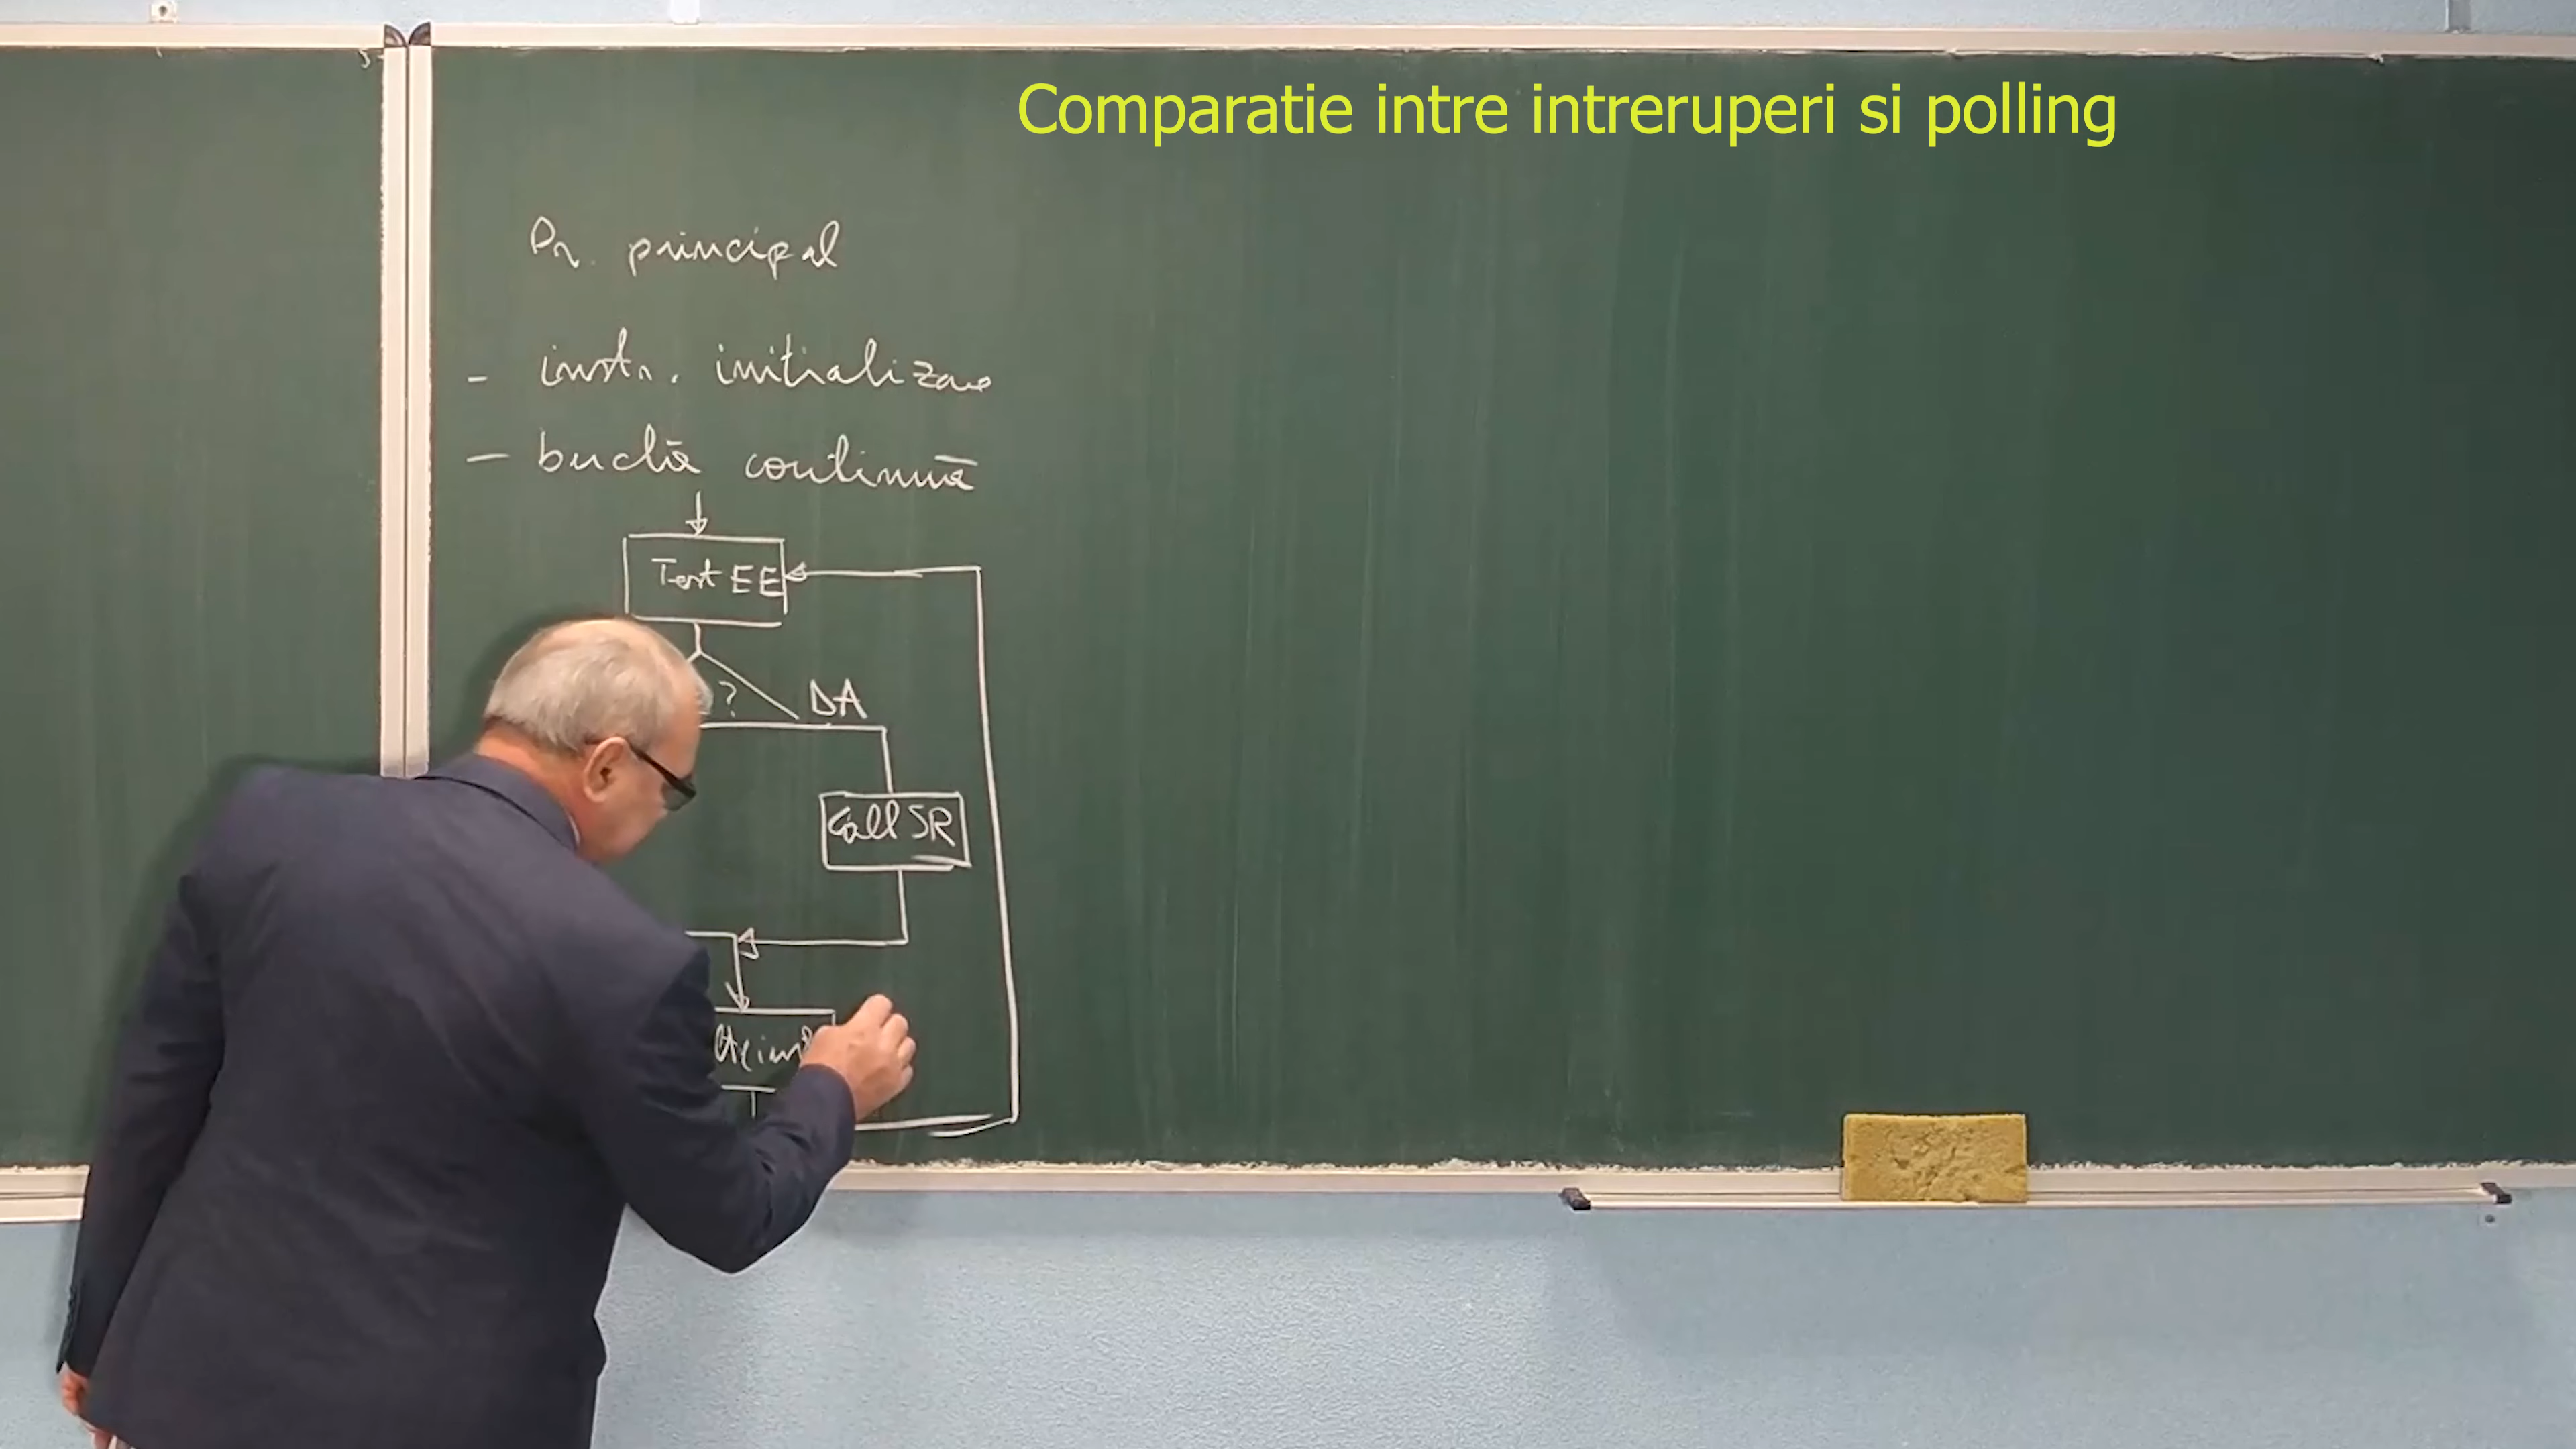 Comparatie intre intreruperi si polling
Pr. principal
- instr. initializare
- buclă continuă
Test EE
? DA
Call SR